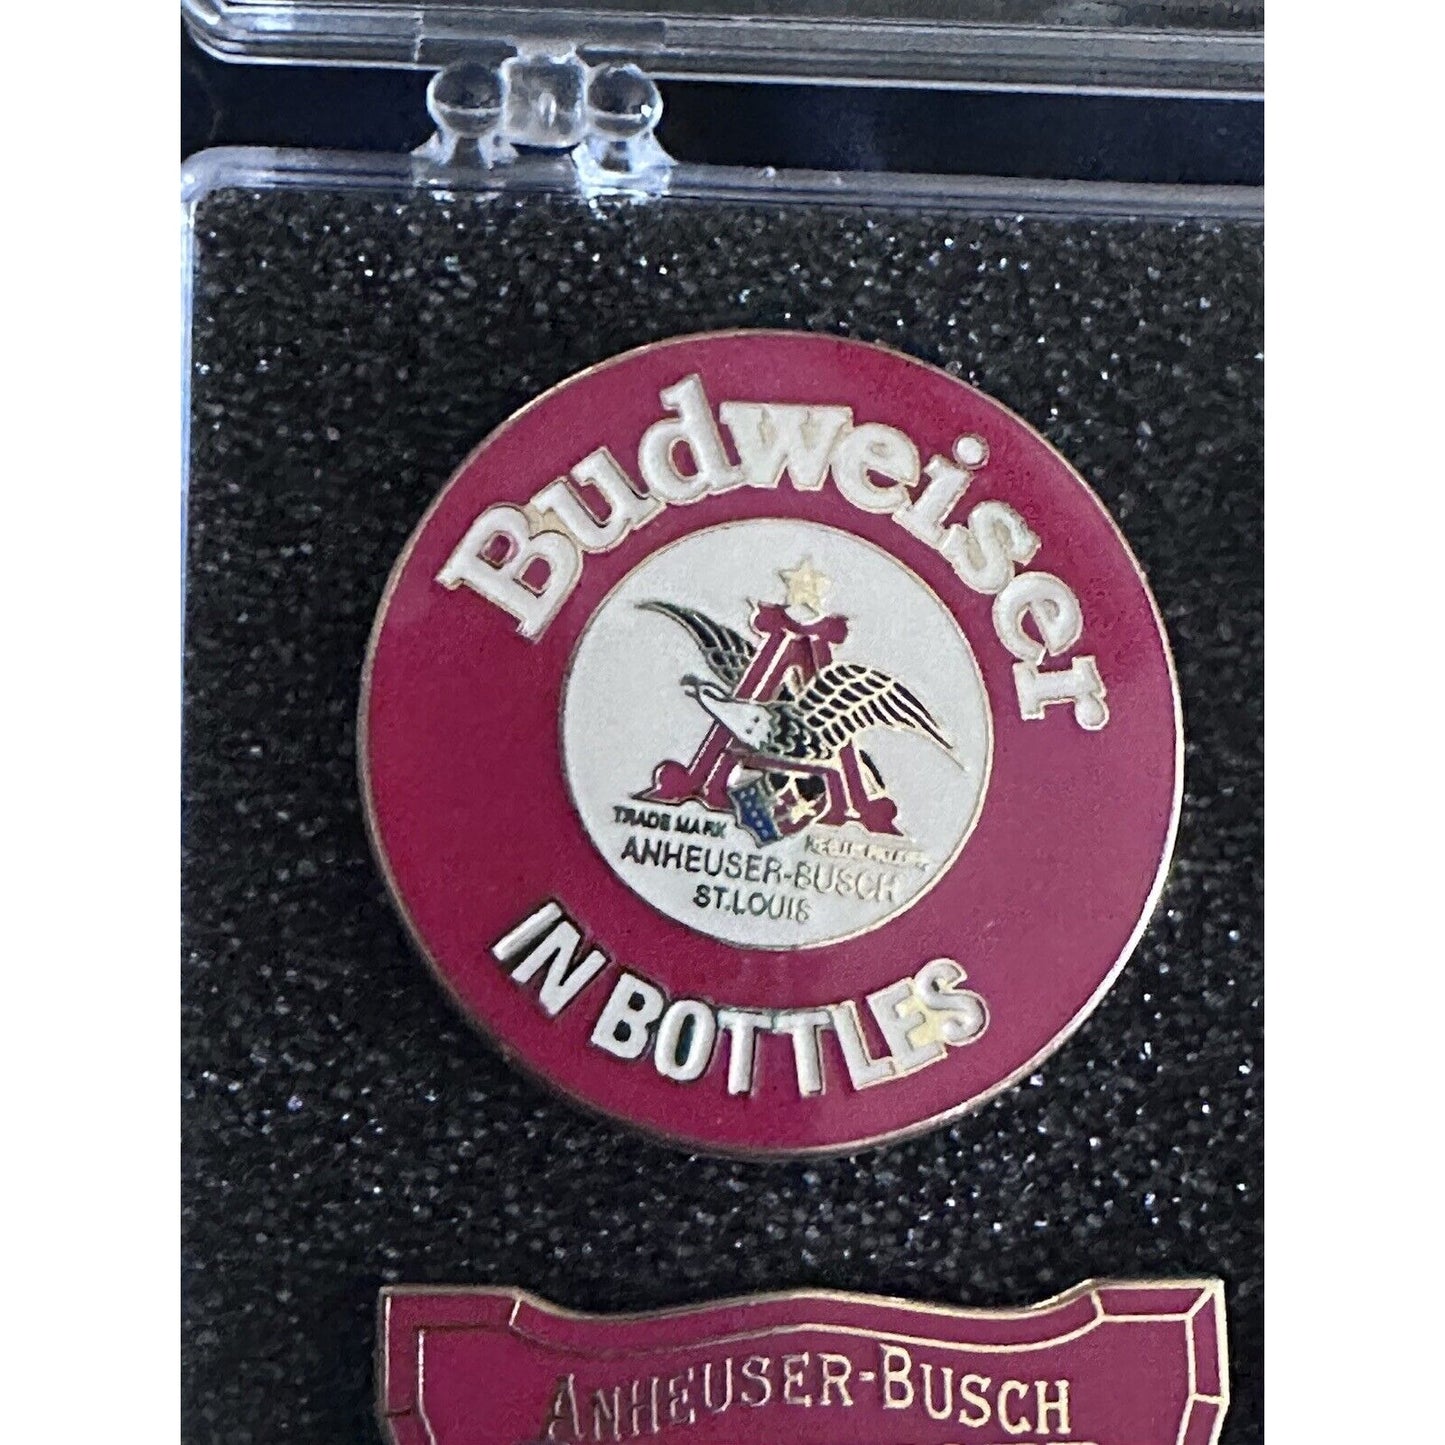 Budweiser
A
TRADE MARK
ANHEUSER-BUSCH
ST.LOUIS
IN BOTTLES
ANHEUSER-BUSCH